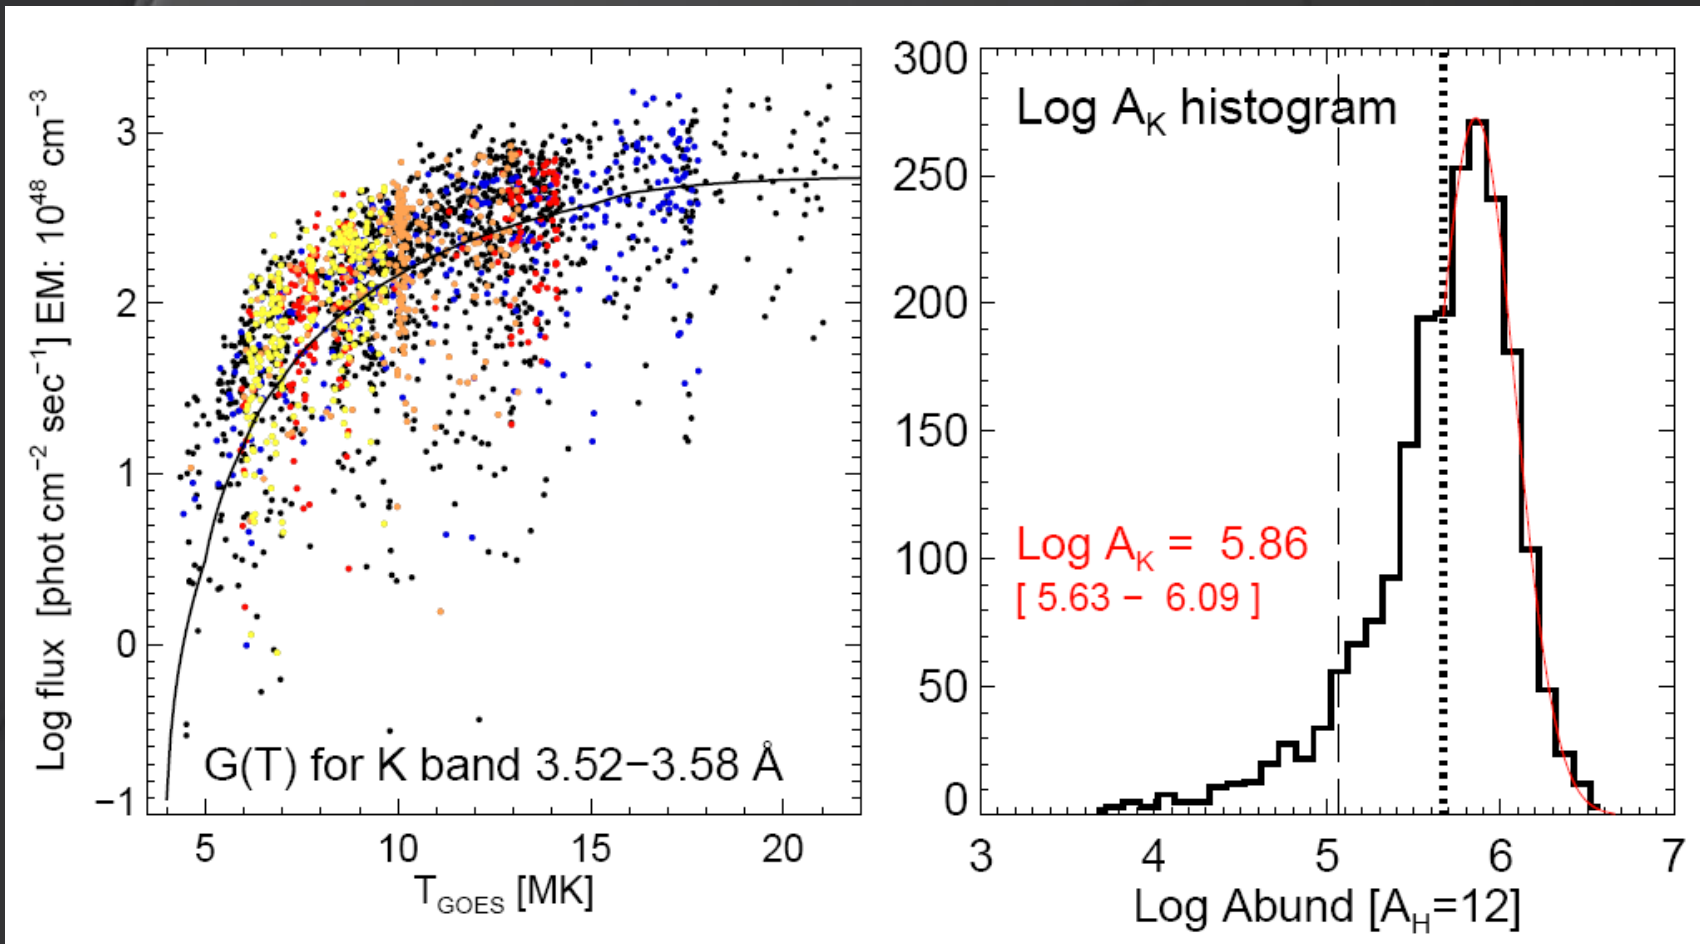 Log flux [phot cm⁻² sec⁻¹] EM: 10⁴⁸ cm⁻³
3
2
1
0
−1
G(T) for K band 3.52−3.58 Å
5 10 15 20
T_GOES [MK]
300
250
200
150
100
50
0
Log A_K histogram
Log A_K = 5.86
[ 5.63 − 6.09 ]
3 4 5 6 7
Log Abund [A_H=12]